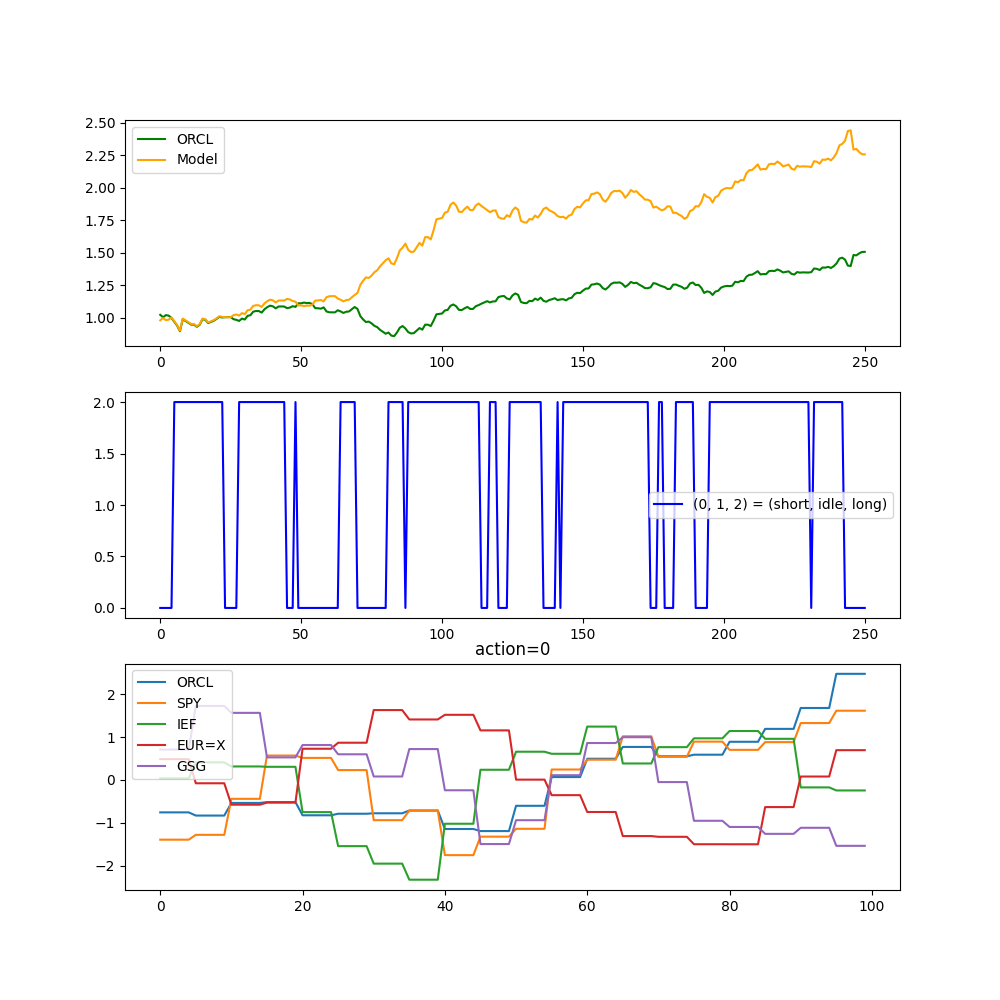 2.50
2.25
2.00
1.75
1.50
1.25
1.00
ORCL
Model
0 50 100 150 200 250
2.0
1.5
1.0
0.5
0.0
(0, 1, 2) = (short, idle, long)
0 50 100 150 200 250
action=0
2
1
0
−1
−2
ORCL
SPY
IEF
EUR=X
GSG
0 20 40 60 80 100